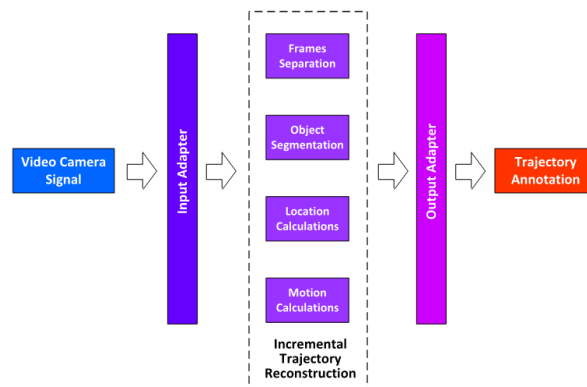 Video Camera
Signal
Input Adapter
Frames
Separation
Object
Segmentation
Location
Calculations
Motion
Calculations
Incremental
Trajectory
Reconstruction
Output Adapter
Trajectory
Annotation